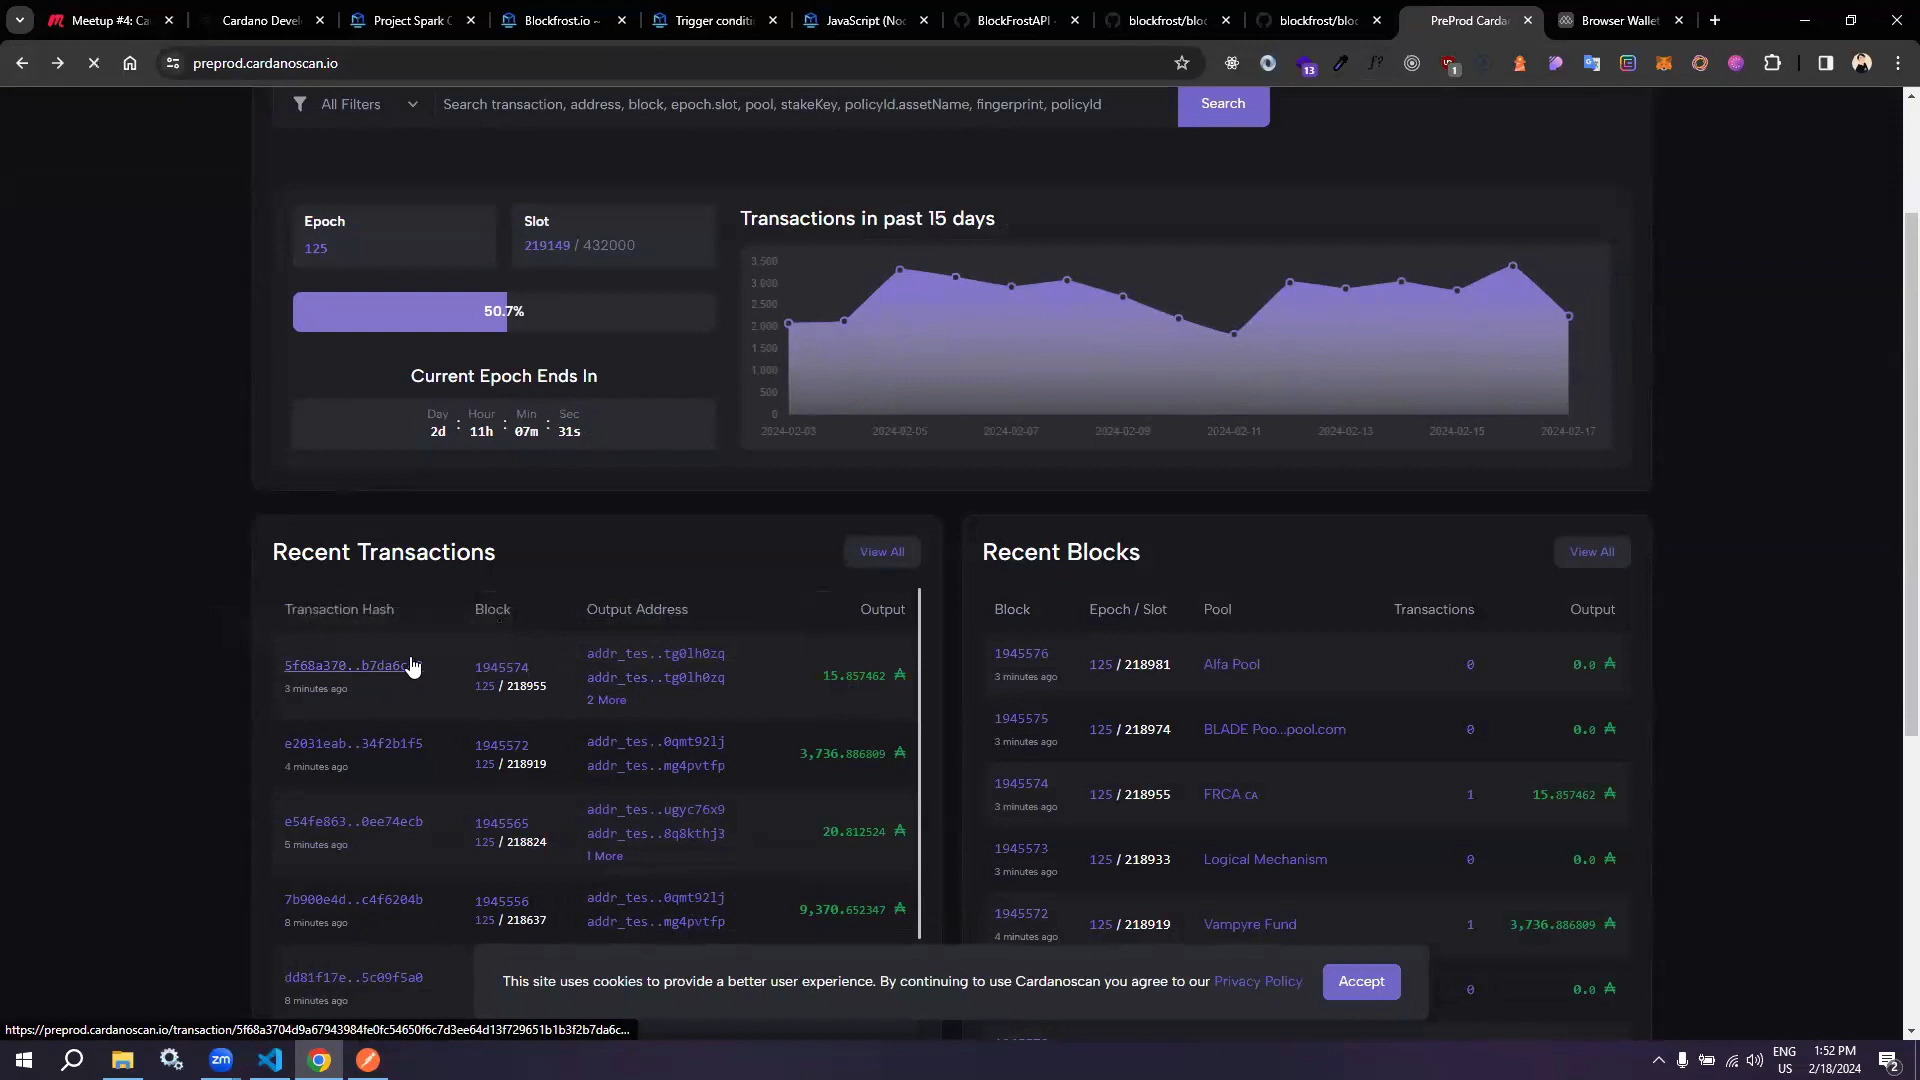 Meetup #4: Ca
Cardano Devel
Project Spark C
Blockfrost.io ~
Trigger conditi
JavaScript (No
BlockFrostAPI
blockfrost/bloc
blockfrost/bloc
PreProd Carda
Browser Wallet
preprod.cardanoscan.io
13
1
All Filters
Search transaction, address, block, epoch.slot, pool, stakeKey, policyId.assetName, fingerprint, policyId
Search
Epoch
125
Slot
219149 / 432000
50.7%
Current Epoch Ends In
Day : Hour : Min : Sec
2d 11h 07m 31s
Transactions in past 15 days
3,500
3,000
2,500
2,000
1,500
1,000
500
0
2024-02-03 2024-02-05 2024-02-07 2024-02-09 2024-02-11 2024-02-13 2024-02-15 2024-02-17
Recent Transactions
View All
Transaction Hash Block Output Address Output
5f68a370..b7da6c
3 minutes ago
1945574
125 / 218955
addr_tes..tg0lh0zq
addr_tes..tg0lh0zq
2 More
15.857462 ₳
e2031eab..34f2b1f5
4 minutes ago
1945572
125 / 218919
addr_tes..0qmt92lj
addr_tes..mg4pvtfp
3,736.886809 ₳
e54fe863..0ee74ecb
5 minutes ago
1945565
125 / 218824
addr_tes..ugyc76x9
addr_tes..8q8kthj3
1 More
20.812524 ₳
7b900e4d..c4f6204b
8 minutes ago
1945556
125 / 218637
addr_tes..0qmt92lj
addr_tes..mg4pvtfp
9,370.652347 ₳
dd81f17e..5c09f5a0
8 minutes ago
Recent Blocks
View All
Block Epoch / Slot Pool Transactions Output
1945576
3 minutes ago
125 / 218981 Alfa Pool 0 0.0 ₳
1945575
3 minutes ago
125 / 218974 BLADE Poo...pool.com 0 0.0 ₳
1945574
3 minutes ago
125 / 218955 FRCA CA 1 15.857462 ₳
1945573
3 minutes ago
125 / 218933 Logical Mechanism 0 0.0 ₳
1945572
4 minutes ago
125 / 218919 Vampyre Fund 1 3,736.886809 ₳
0 0.0 ₳
This site uses cookies to provide a better user experience. By continuing to use Cardanoscan you agree to our Privacy Policy
Accept
https://preprod.cardanoscan.io/transaction/5f68a3704d9a67943984fe0fc54650f6c7d3ee64d13f729651b1b3f2b7da6c...
zm
ENG
US
1:52 PM
2/18/2024
2